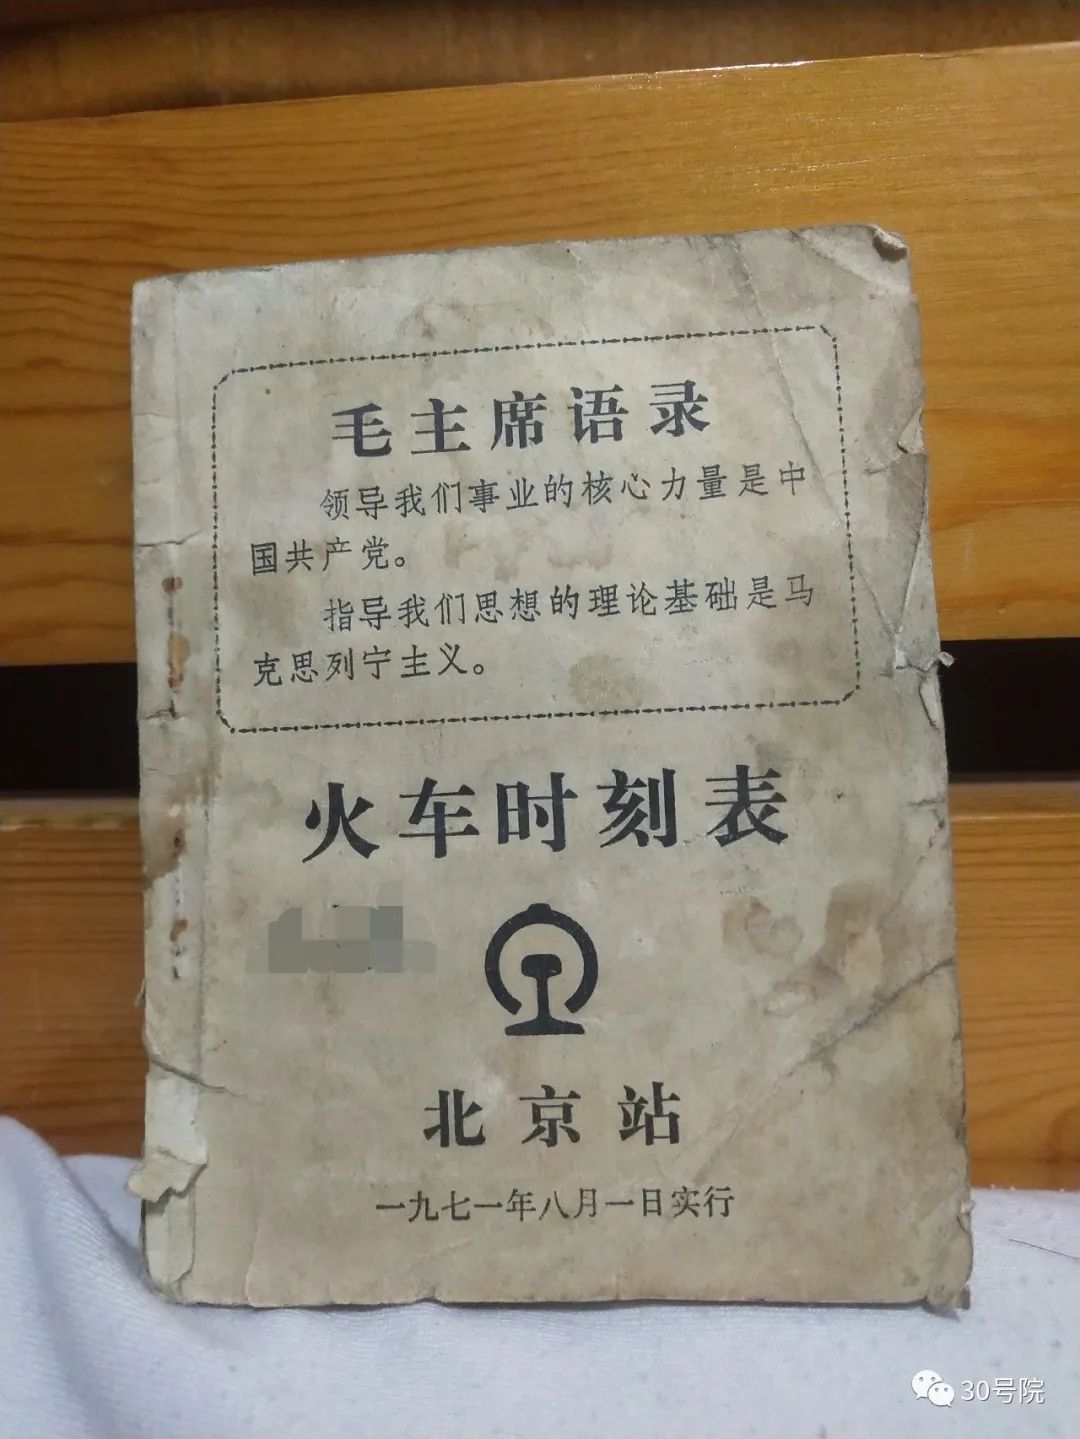 毛主席语录
领导我们事业的核心力量是中
国共产党。
指导我们思想的理论基础是马
克思列宁主义。
火车时刻表
北京站
一九七一年八月一日实行
30号院